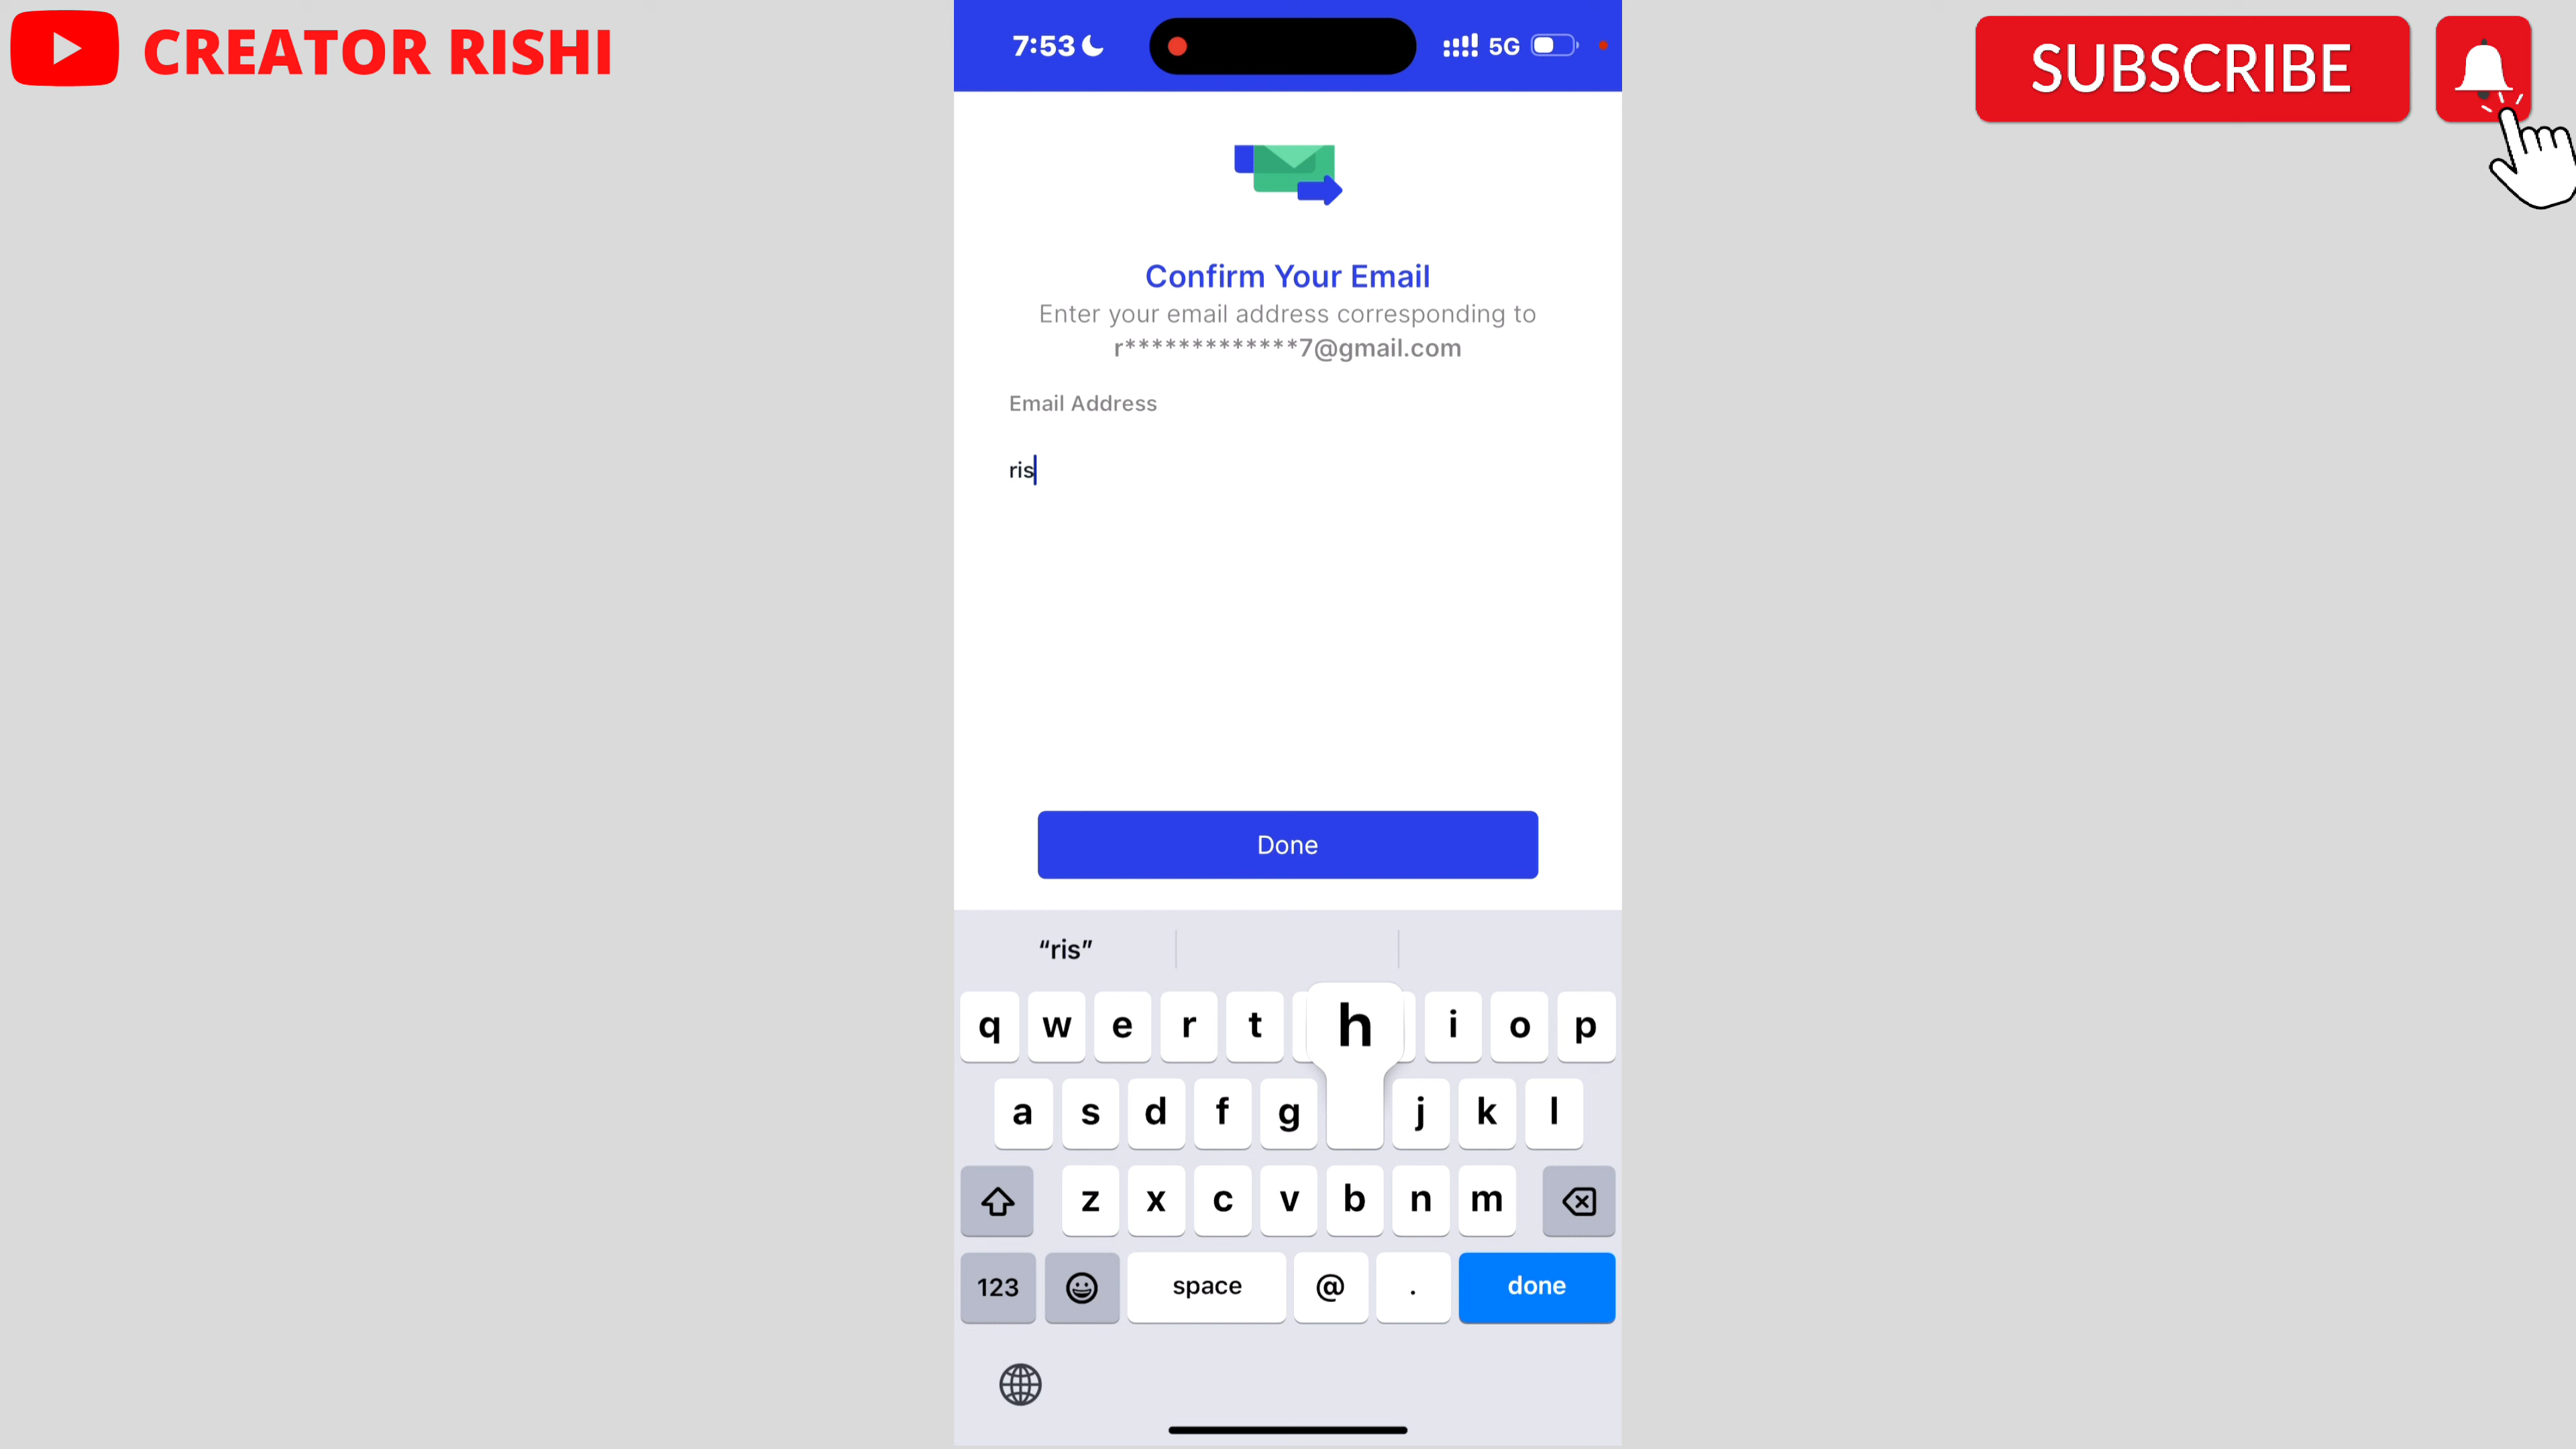 CREATOR RISHI
SUBSCRIBE
7:53
5G
Confirm Your Email
Enter your email address corresponding to
r*************7@gmail.com
Email Address
ris
Done
“ris”
q w e r t h i o p
a s d f g j k l
z x c v b n m
123 space @ . done